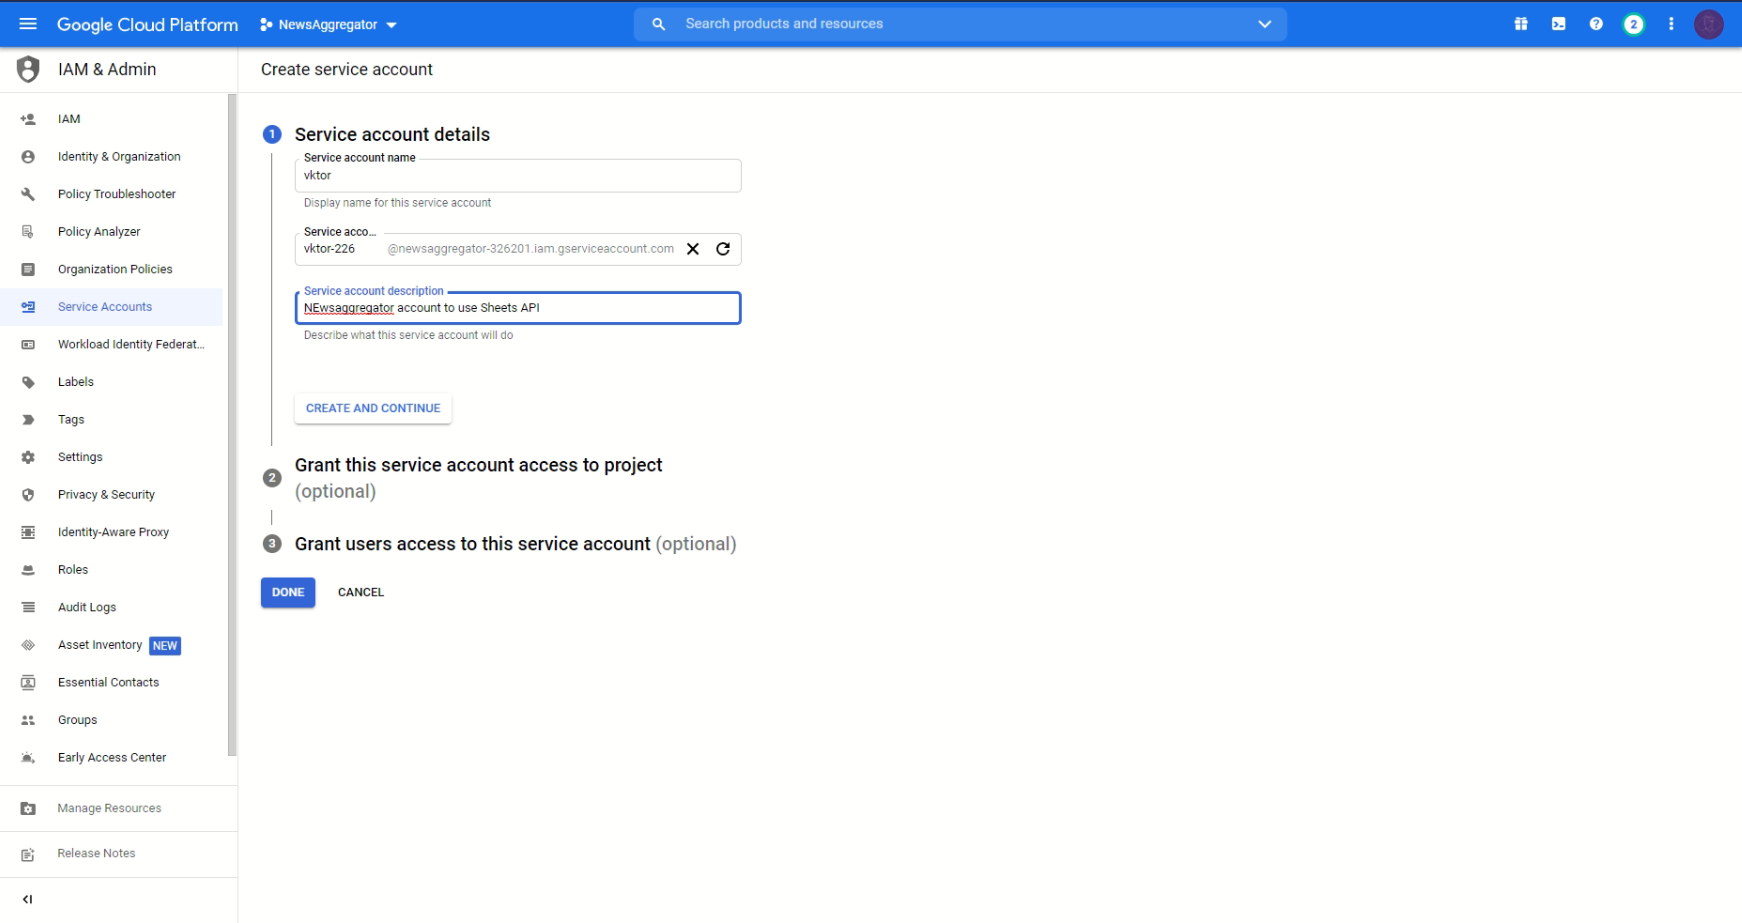 Google Cloud Platform
NewsAggregator
Search products and resources
2
IAM & Admin
Create service account
IAM
Identity & Organization
Policy Troubleshooter
Policy Analyzer
Organization Policies
Service Accounts
Workload Identity Federat...
Labels
Tags
Settings
Privacy & Security
Identity-Aware Proxy
Roles
Audit Logs
Asset Inventory NEW
Essential Contacts
Groups
Early Access Center
Manage Resources
Release Notes
1 Service account details
Service account name
vktor
Display name for this service account
Service acco...
vktor-226 @newsaggregator-326201.iam.gserviceaccount.com
Service account description
NEwsaggregator account to use Sheets API
Describe what this service account will do
CREATE AND CONTINUE
2 Grant this service account access to project
(optional)
3 Grant users access to this service account (optional)
DONE CANCEL